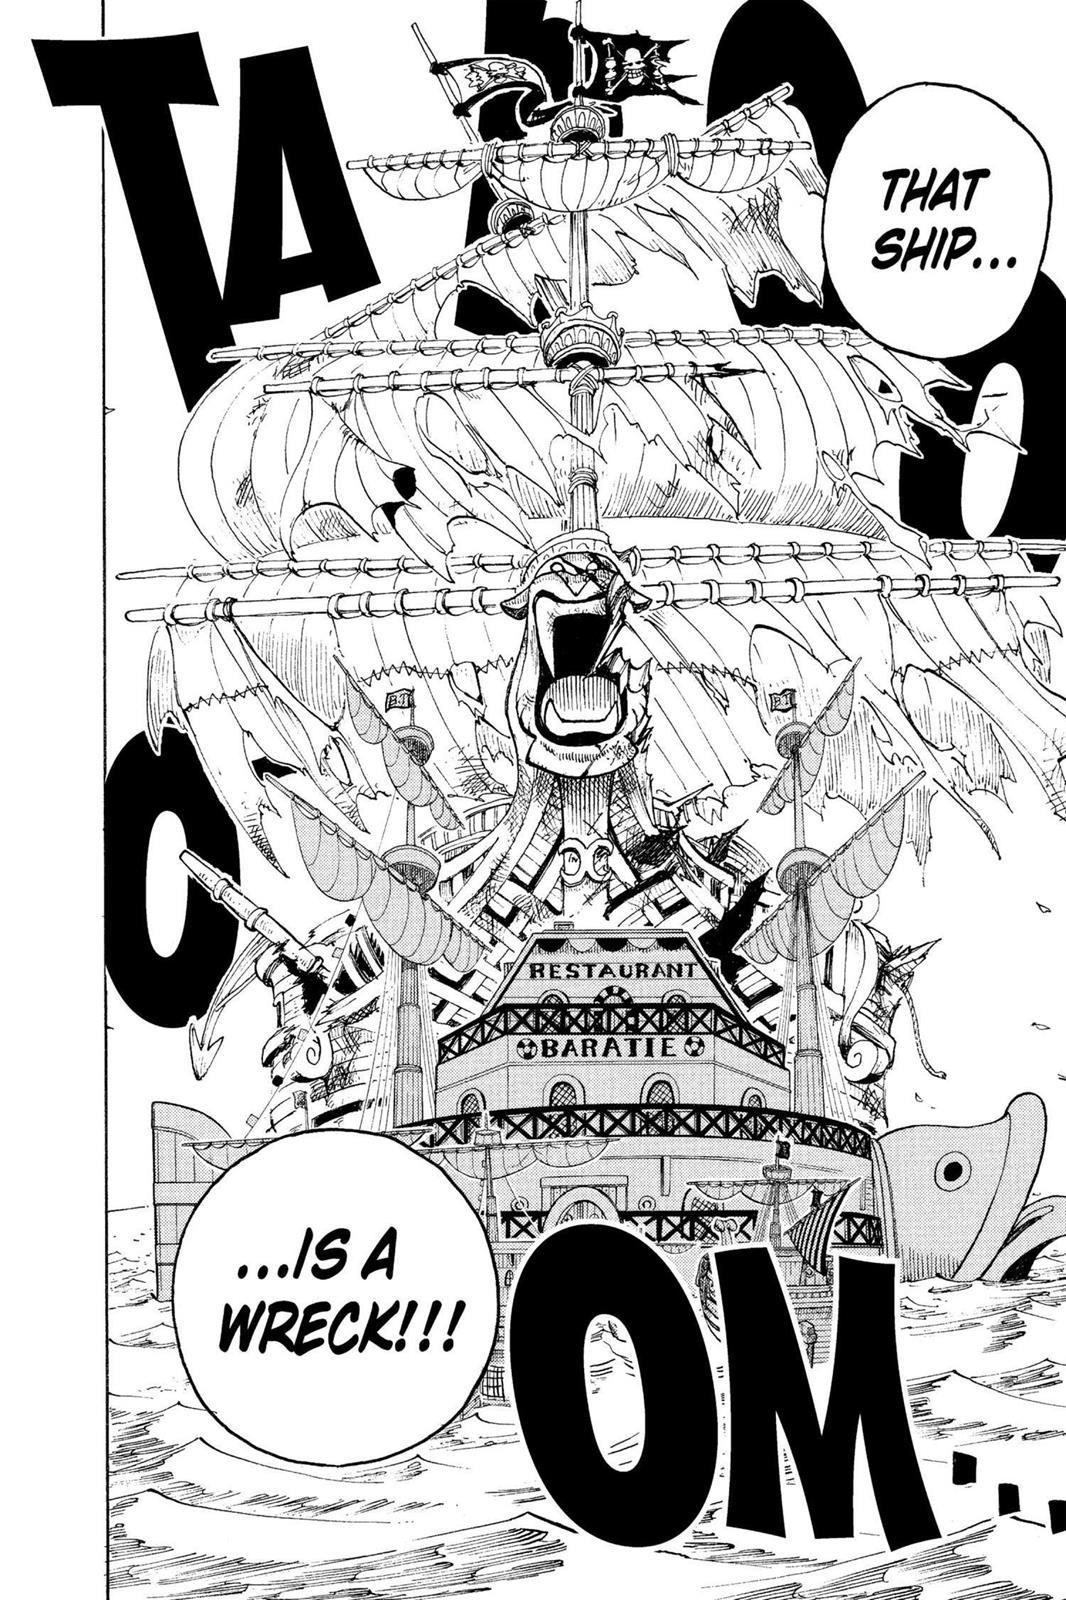 THAT
SHIP...
RESTAURANT
BARATIE
...IS A
WRECK!!!
TA
O
OM...